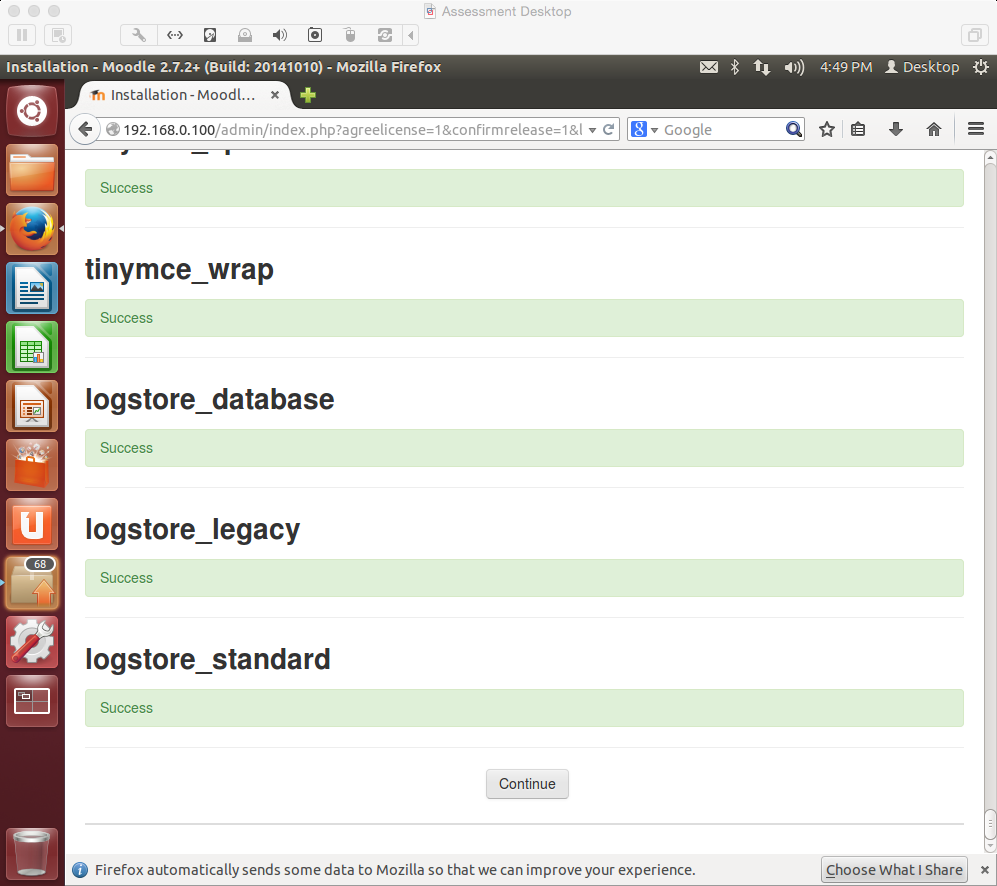 Assessment Desktop
Installation - Moodle 2.7.2+ (Build: 20141010) - Mozilla Firefox
4:49 PM
Desktop
Installation - Moodl...
192.168.0.100/admin/index.php?agreelicense=1&confirmrelease=1&l
Google
Success
tinymce_wrap
Success
logstore_database
Success
logstore_legacy
Success
68
logstore_standard
Success
Continue
Firefox automatically sends some data to Mozilla so that we can improve your experience.
Choose What I Share